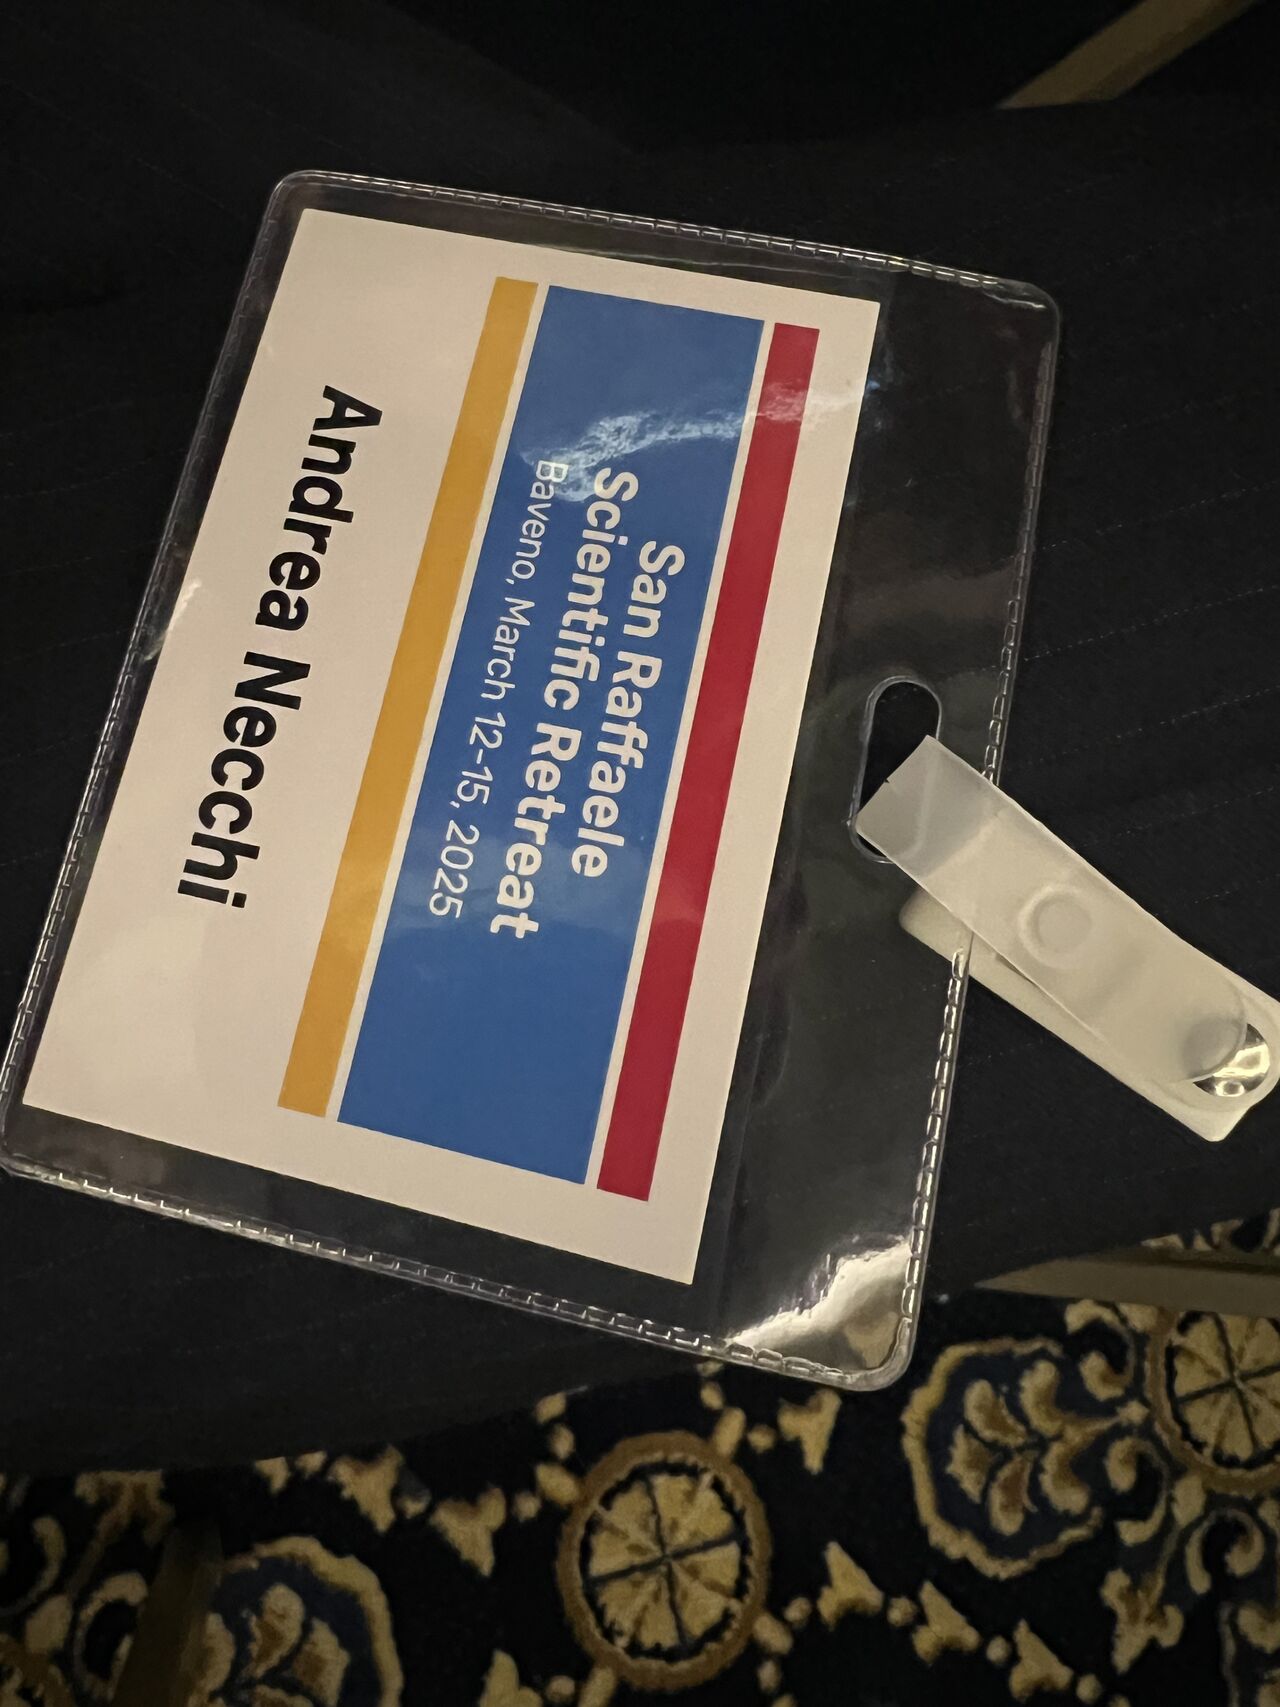 San Raffaele
Scientific Retreat
Baveno, March 12-15, 2025
Andrea Necchi